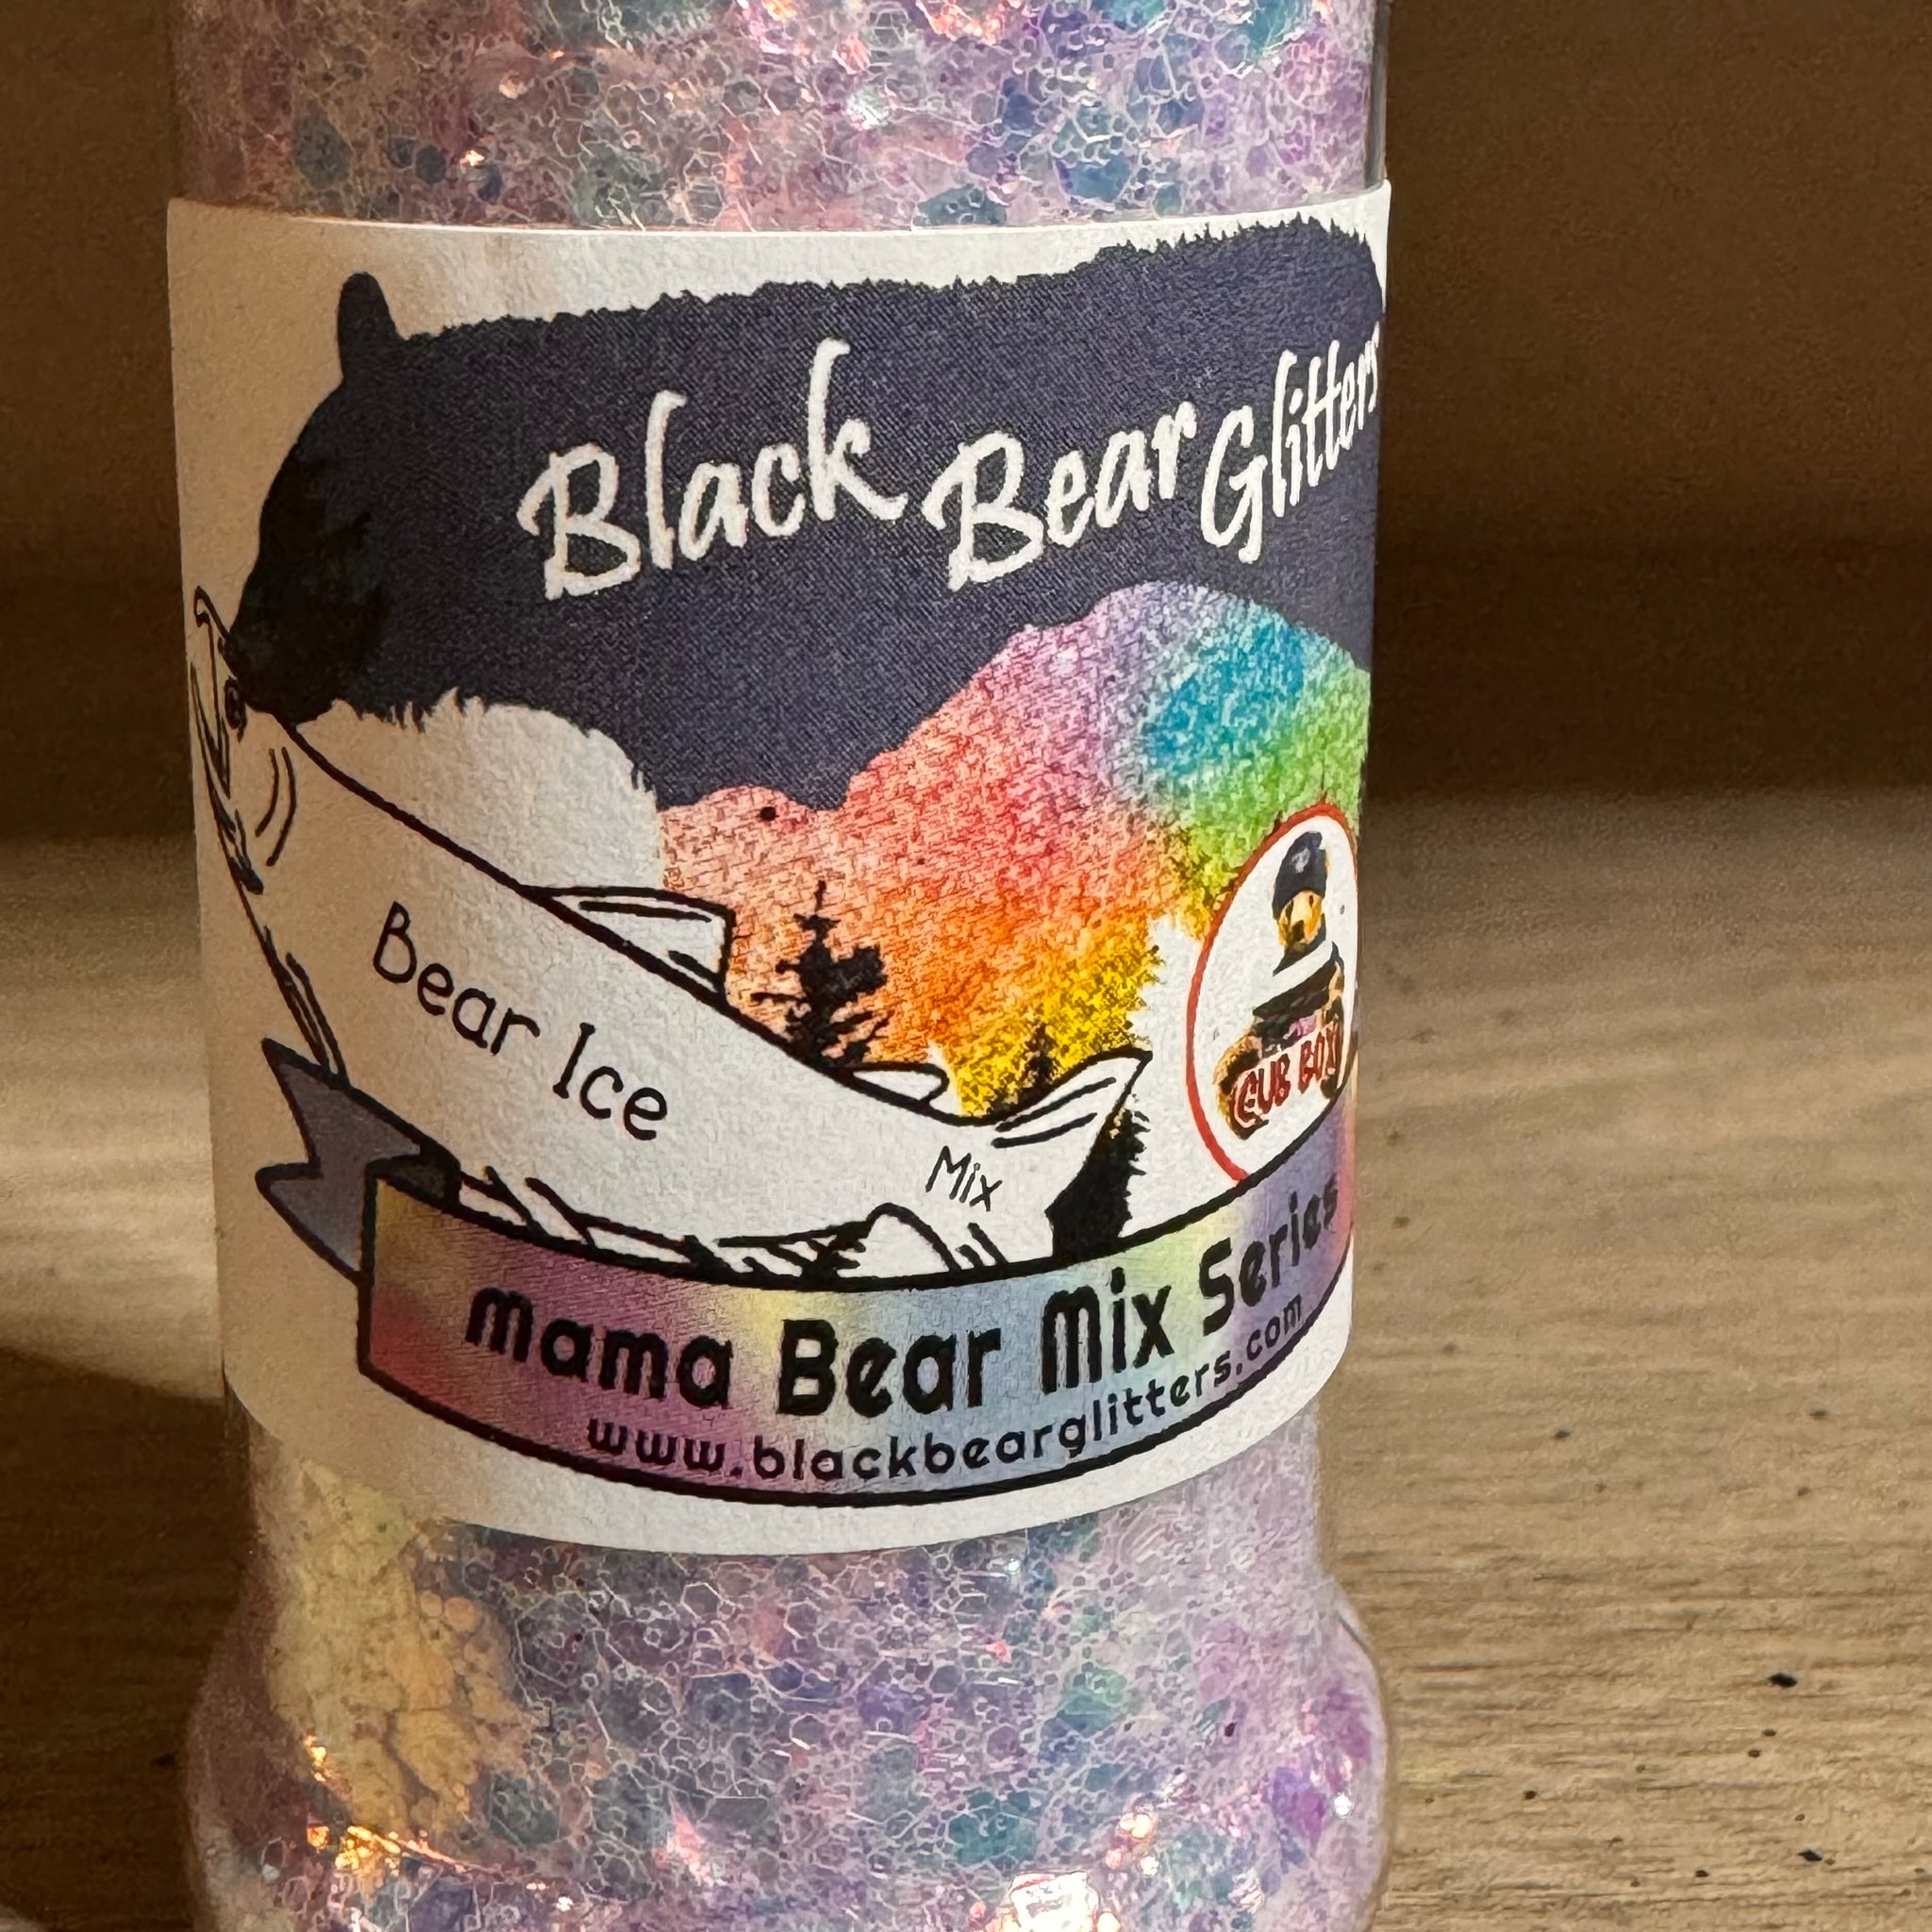 Black Bear Glitters
Bear Ice
Mix
CUB BOX
Mama Bear Mix Series
www.blackbearglitters.com